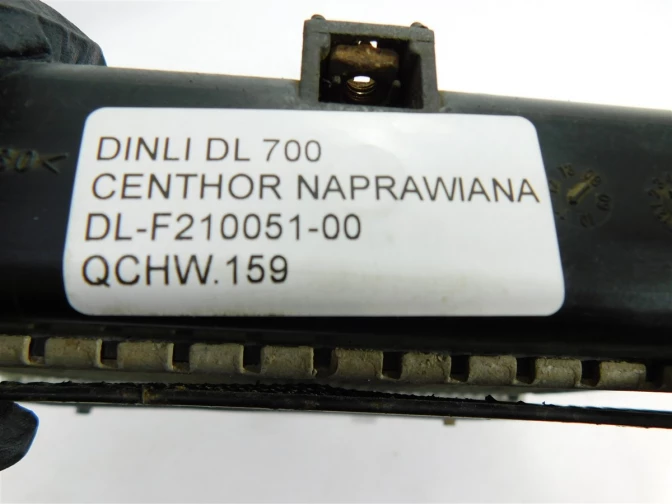 DINLI DL 700
CENTHOR NAPRAWIANA
DL-F210051-00
QCHW.159